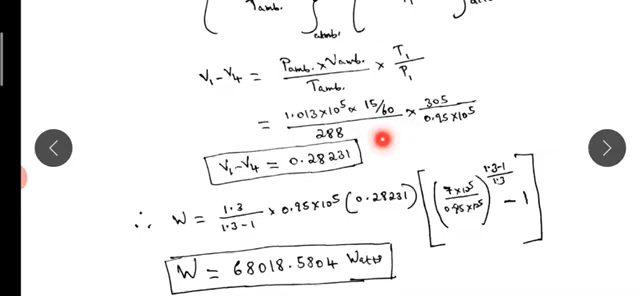 Tamb. ∫amb.
V₁-V₄ = Pamb. × Vamb. / Tamb. × T₁ / P₁
= 1.013×10⁵ × 15/60 / 288 × 305 / 0.95×10⁵
V₁-V₄ = 0.28231
∴ W = 1.3 / 1.3-1 × 0.95×10⁵ (0.28231) [(7×10⁵ / 0.95×10⁵)^(1.3-1 / 1.3) - 1]
W = 68018.5804 Watts